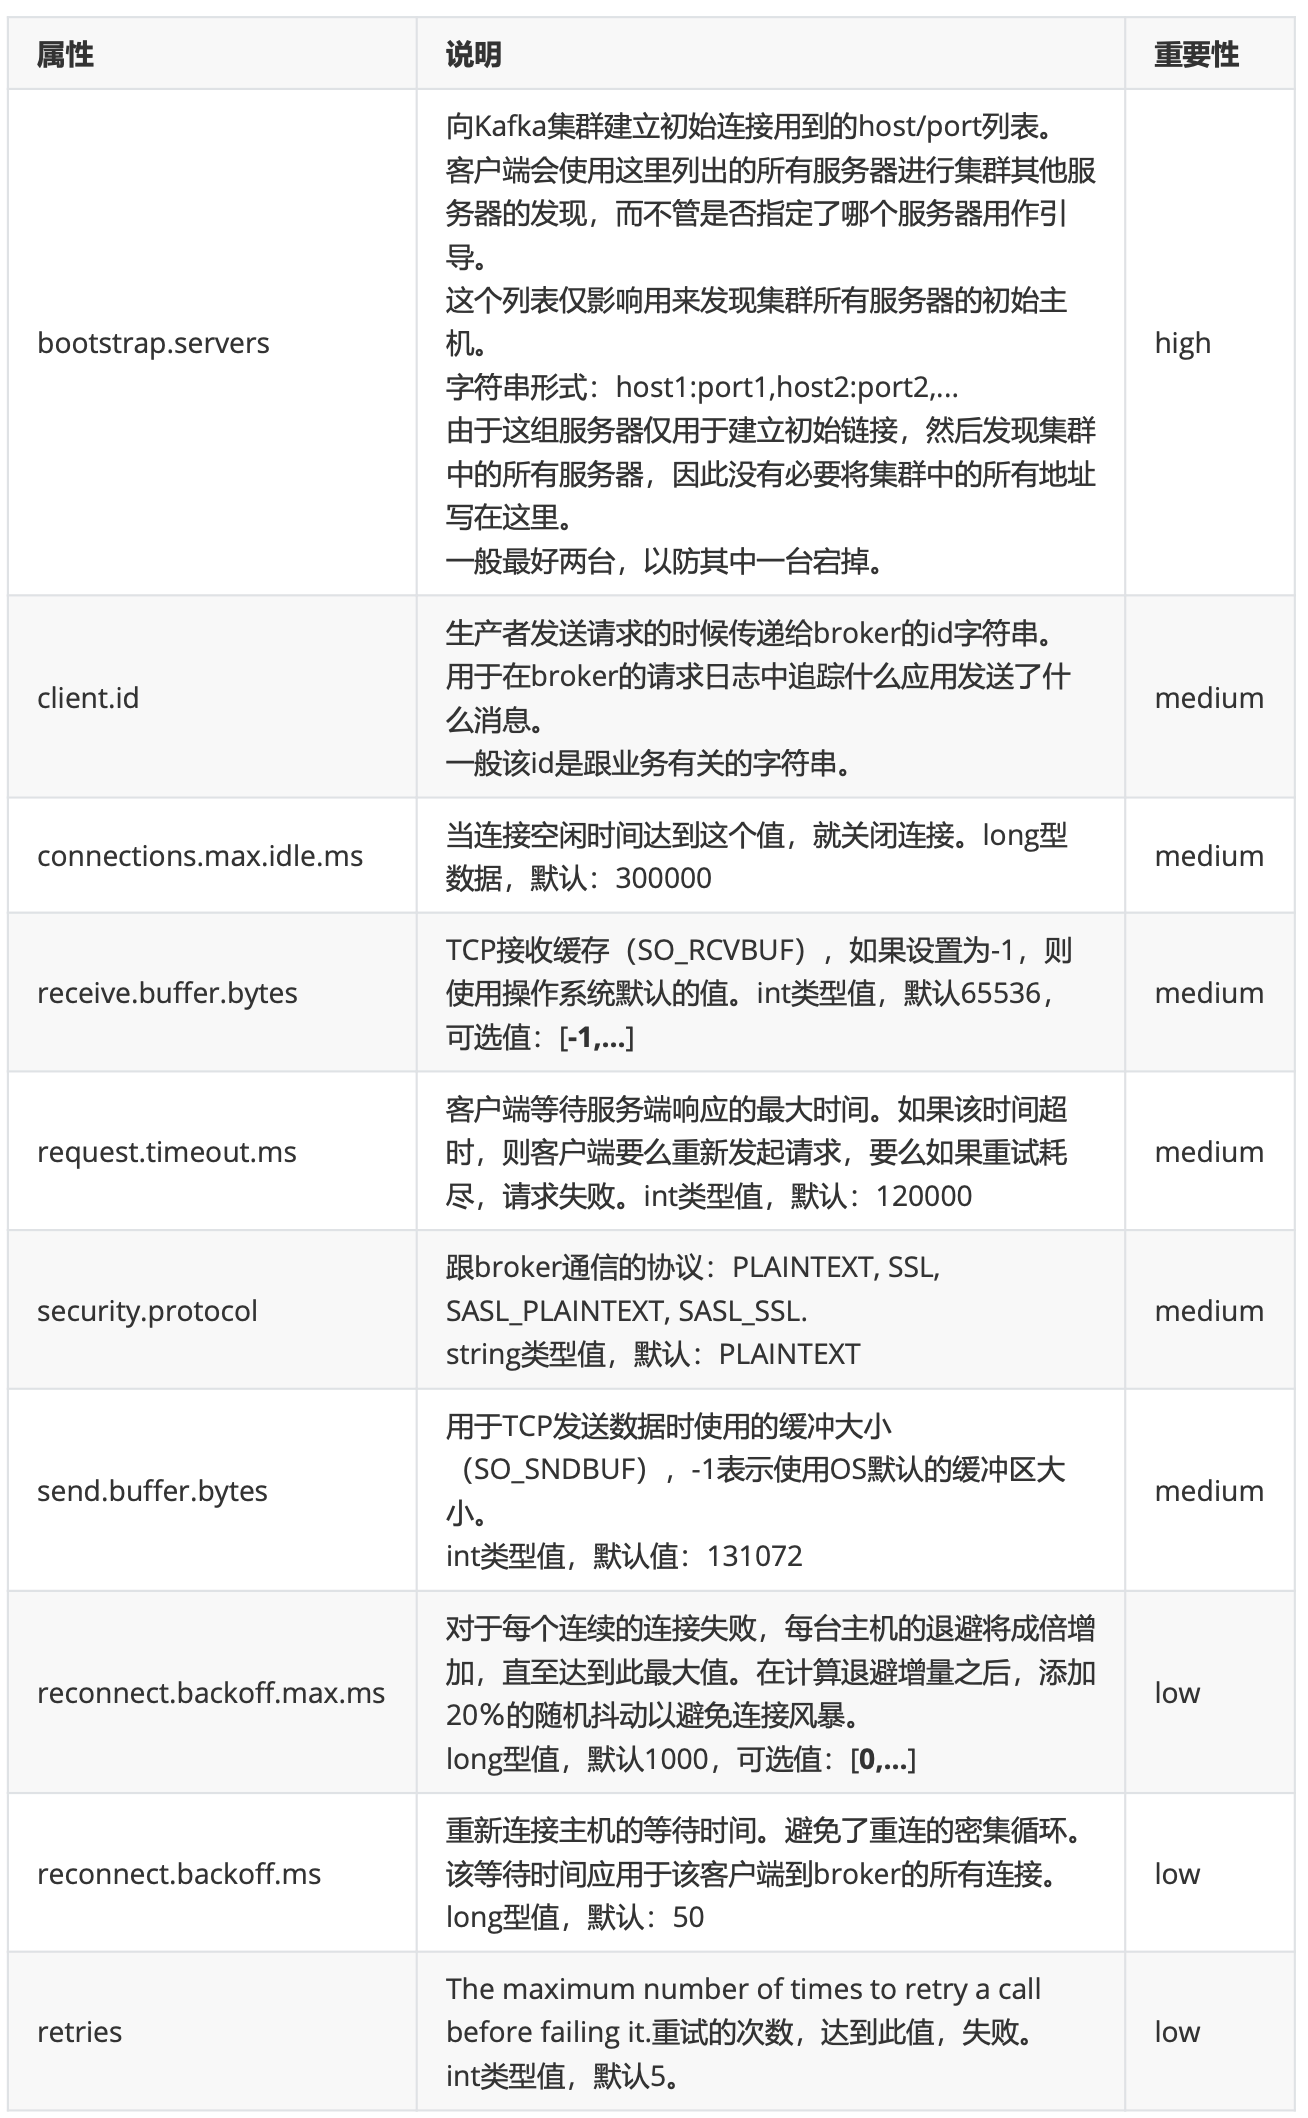 属性 说明 重要性
向Kafka集群建立初始连接用到的host/port列表。
客户端会使用这里列出的所有服务器进行集群其他服
务器的发现，而不管是否指定了哪个服务器用作引
导。
这个列表仅影响用来发现集群所有服务器的初始主
机。
bootstrap.servers high
字符串形式：host1:port1,host2:port2,...
由于这组服务器仅用于建立初始链接，然后发现集群
中的所有服务器，因此没有必要将集群中的所有地址
写在这里。
一般最好两台，以防其中一台宕掉。
生产者发送请求的时候传递给broker的id字符串。
用于在broker的请求日志中追踪什么应用发送了什
client.id medium
么消息。
一般该id是跟业务有关的字符串。
当连接空闲时间达到这个值，就关闭连接。long型
connections.max.idle.ms medium
数据，默认：300000
TCP接收缓存（SO_RCVBUF），如果设置为-1，则
receive.buffer.bytes 使用操作系统默认的值。int类型值，默认65536， medium
可选值：[-1,...]
客户端等待服务端响应的最大时间。如果该时间超
request.timeout.ms 时，则客户端要么重新发起请求，要么如果重试耗 medium
尽，请求失败。int类型值，默认：120000
跟broker通信的协议：PLAINTEXT, SSL,
security.protocol SASL_PLAINTEXT, SASL_SSL. medium
string类型值，默认：PLAINTEXT
用于TCP发送数据时使用的缓冲大小
（SO_SNDBUF），-1表示使用OS默认的缓冲区大
send.buffer.bytes medium
小。
int类型值，默认值：131072
对于每个连续的连接失败，每台主机的退避将成倍增
加，直至达到此最大值。在计算退避增量之后，添加
reconnect.backoff.max.ms low
20%的随机抖动以避免连接风暴。
long型值，默认1000，可选值：[0,...]
重新连接主机的等待时间。避免了重连的密集循环。
reconnect.backoff.ms 该等待时间应用于该客户端到broker的所有连接。 low
long型值，默认：50
The maximum number of times to retry a call
retries before failing it.重试的次数，达到此值，失败。 low
int类型值，默认5。